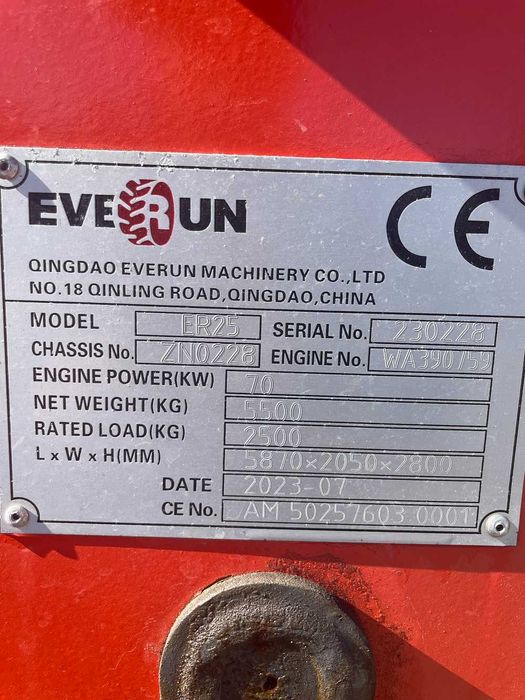 EVERUN
CE
QINGDAO EVERUN MACHINERY CO.,LTD
NO.18 QINLING ROAD,QINGDAO,CHINA
MODEL ER25 SERIAL No. 230228
CHASSIS No. ZN0228 ENGINE No. WA390759
ENGINE POWER(KW) 70
NET WEIGHT(KG) 5500
RATED LOAD(KG) 2500
L x W x H(MM) 5870×2050×2800
DATE 2023-07
CE No. AM 50257603 0001